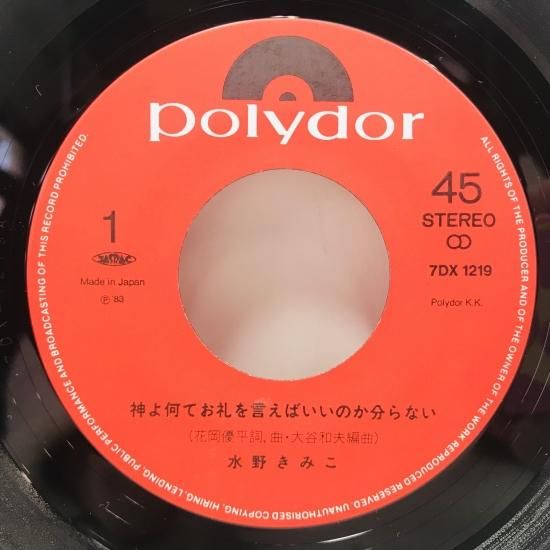 polydor
1
JASRAC
Made in Japan
Ⓟ '83
45
STEREO
7DX 1219
Polydor K.K.
神よ何てお礼を言えばいいのか分らない
(花岡優平詞,曲・大谷和夫編曲)
水野きみこ
ALL RIGHTS OF THE PRODUCER AND OF THE OWNER OF THE WORK REPRODUCED RESERVED. UNAUTHORISED COPYING, HIRING, LENDING, PUBLIC PERFORMANCE AND BROADCASTING OF THIS RECORD PROHIBITED.